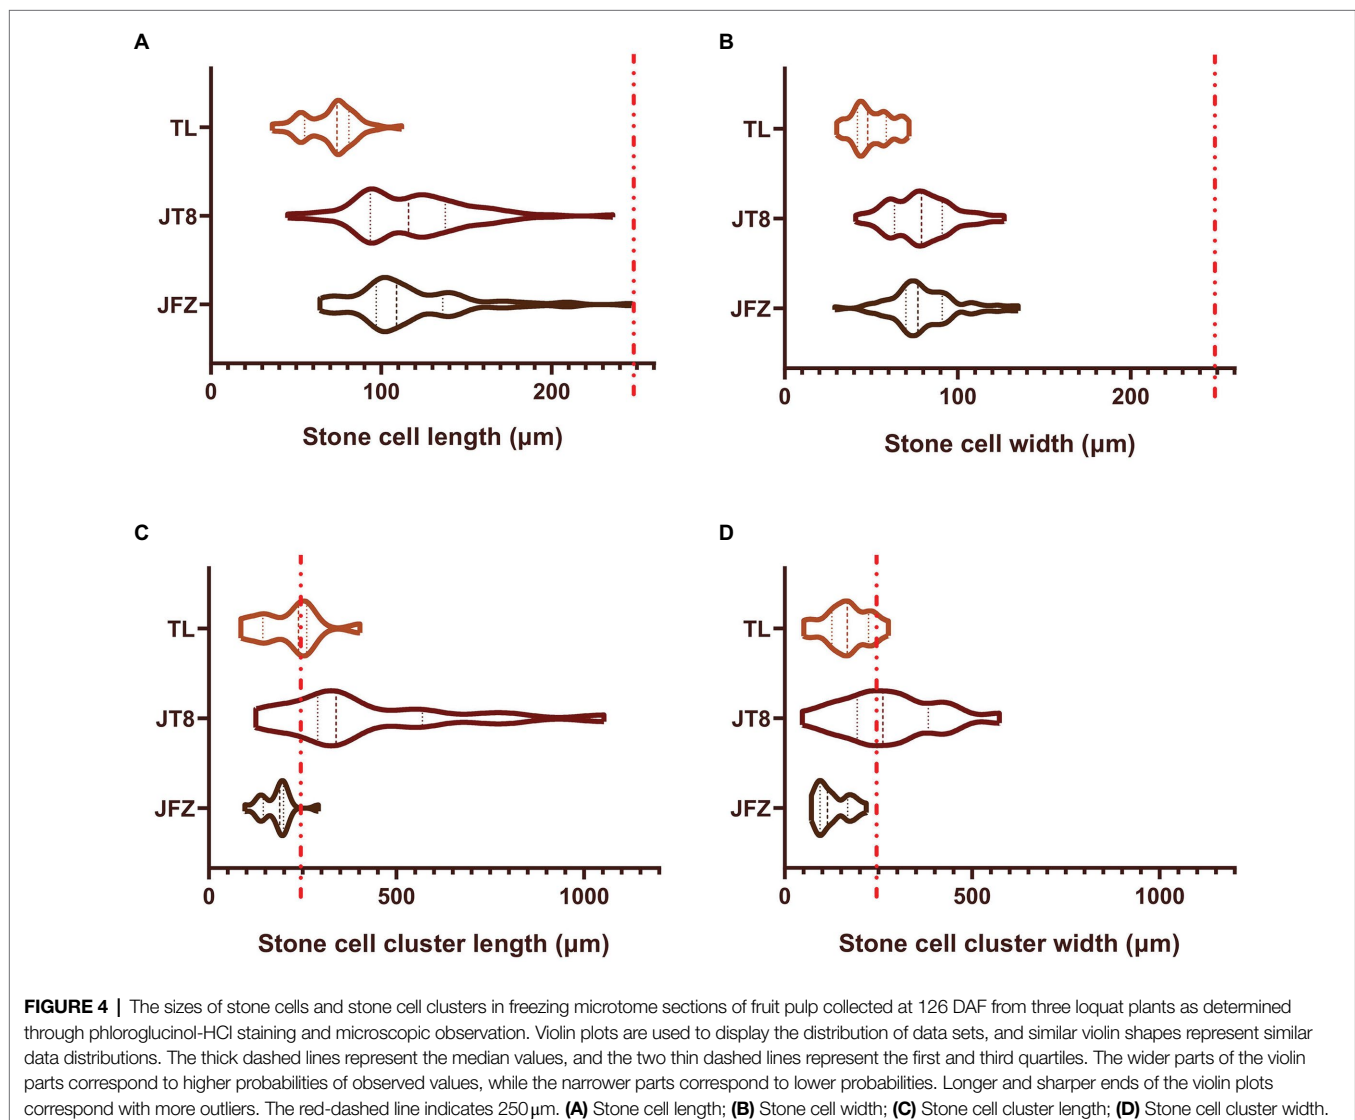 A
TL
JT8
JFZ
0 100 200
Stone cell length (µm)
B
TL
JT8
JFZ
0 100 200
Stone cell width (µm)
C
TL
JT8
JFZ
0 500 1000
Stone cell cluster length (µm)
D
TL
JT8
JFZ
0 500 1000
Stone cell cluster width (µm)
FIGURE 4 | The sizes of stone cells and stone cell clusters in freezing microtome sections of fruit pulp collected at 126 DAF from three loquat plants as determined
through phloroglucinol-HCl staining and microscopic observation. Violin plots are used to display the distribution of data sets, and similar violin shapes represent similar
data distributions. The thick dashed lines represent the median values, and the two thin dashed lines represent the first and third quartiles. The wider parts of the violin
parts correspond to higher probabilities of observed values, while the narrower parts correspond to lower probabilities. Longer and sharper ends of the violin plots
correspond with more outliers. The red-dashed line indicates 250 µm. (A) Stone cell length; (B) Stone cell width; (C) Stone cell cluster length; (D) Stone cell cluster width.